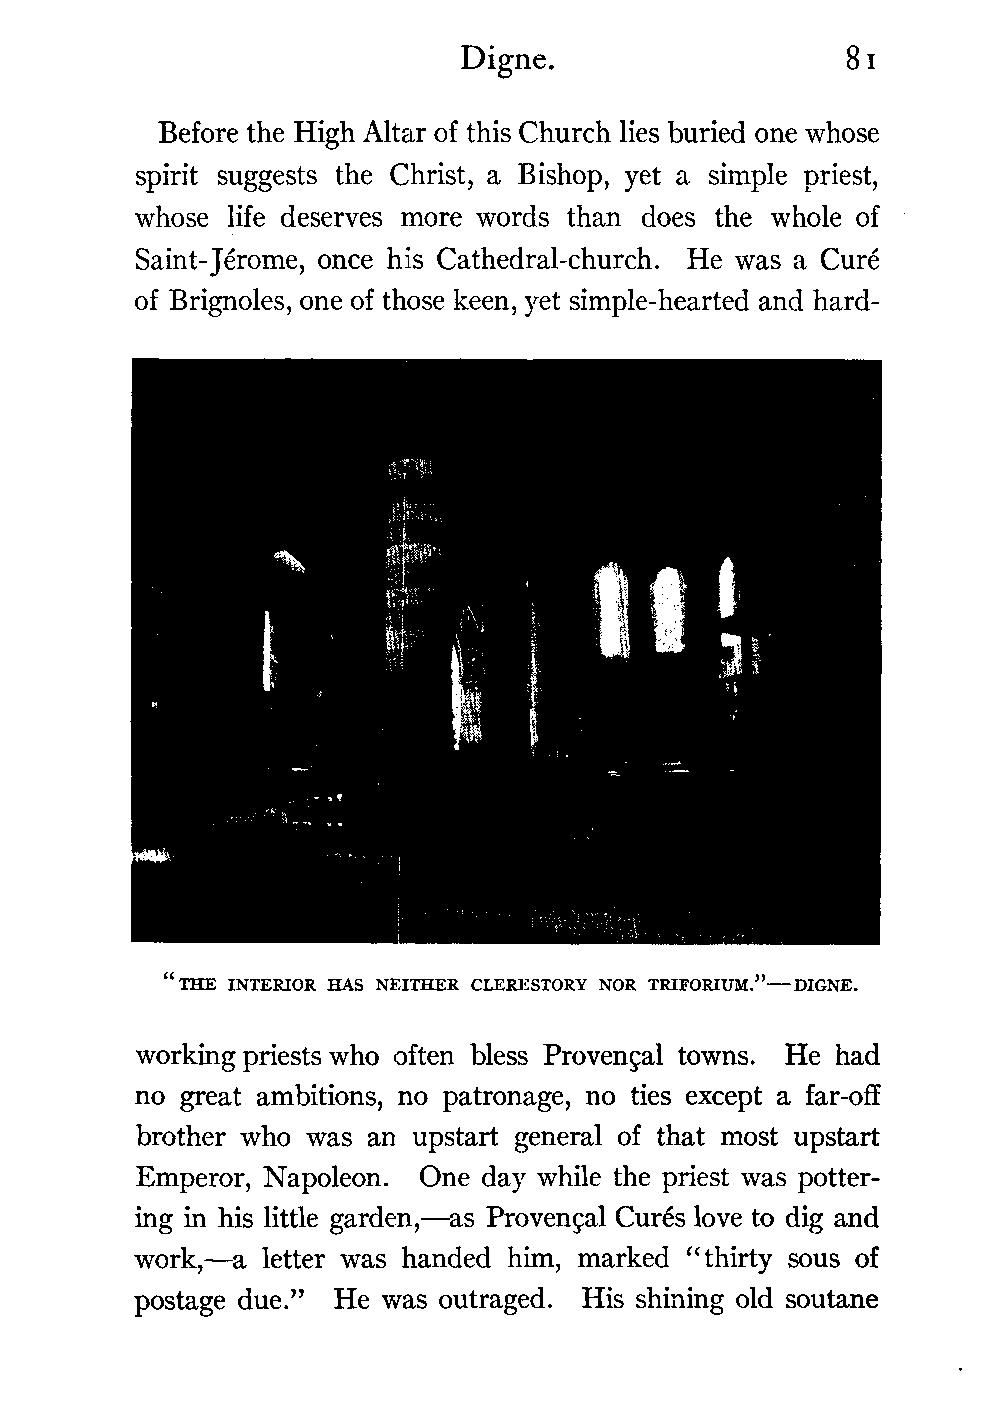 Digne. 81
Before the High Altar of this Church lies buried one whose
spirit suggests the Christ, a Bishop, yet a simple priest,
whose life deserves more words than does the whole of
Saint-Jérome, once his Cathedral-church. He was a Curé
of Brignoles, one of those keen, yet simple-hearted and hard-
“THE INTERIOR HAS NEITHER CLERESTORY NOR TRIFORIUM.”—DIGNE.
working priests who often bless Provençal towns. He had
no great ambitions, no patronage, no ties except a far-off
brother who was an upstart general of that most upstart
Emperor, Napoleon. One day while the priest was potter-
ing in his little garden,—as Provençal Curés love to dig and
work,—a letter was handed him, marked “thirty sous of
postage due.” He was outraged. His shining old soutane